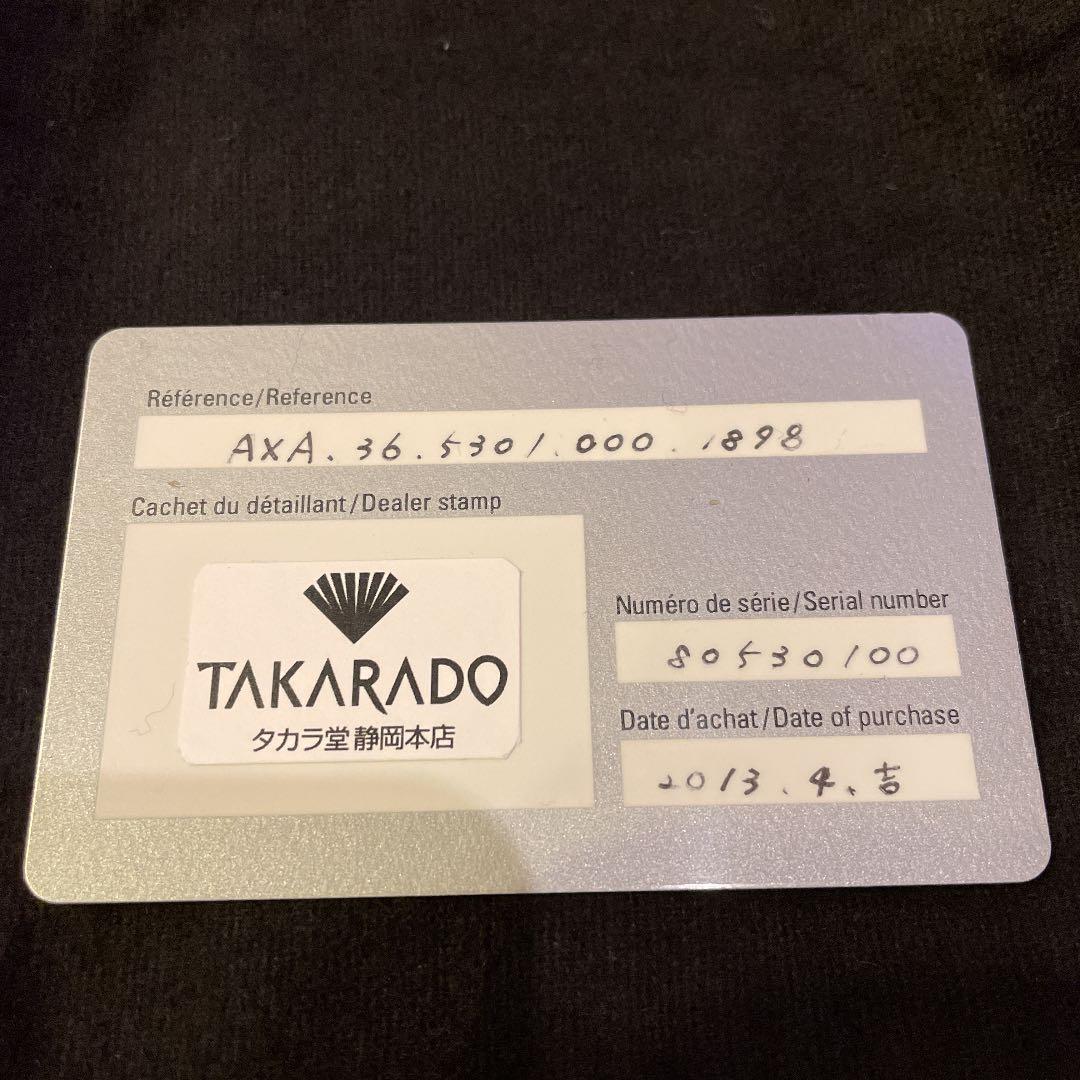 Référence/Reference
AXA.36.5301.000.1898
Cachet du détaillant/Dealer stamp
TAKARADO
タカラ堂 静岡本店
Numéro de série/Serial number
80530100
Date d'achat/Date of purchase
2013.4.吉